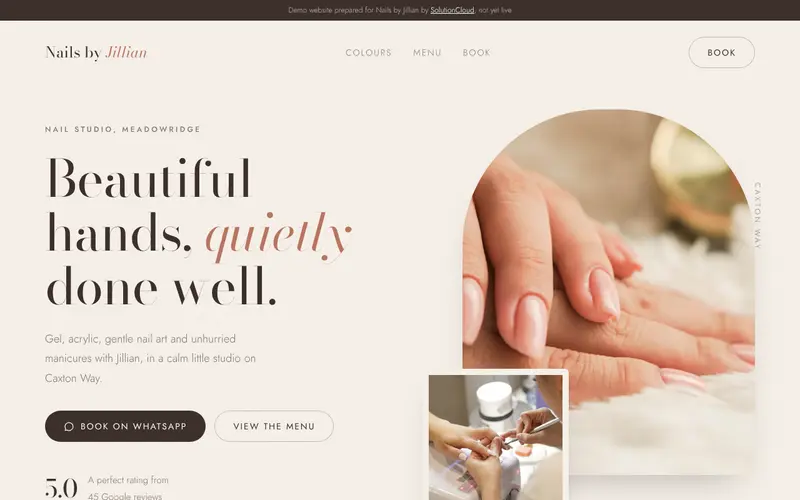 Demo website prepared for Nails by Jillian by SolutionCloud, not yet live
Nails by Jillian
COLOURS MENU BOOK
BOOK
NAIL STUDIO, MEADOWRIDGE
Beautiful
hands, quietly
done well.
Gel, acrylic, gentle nail art and unhurried
manicures with Jillian, in a calm little studio on
Caxton Way.
BOOK ON WHATSAPP
VIEW THE MENU
5.0
A perfect rating from
45 Google reviews
CAXTON WAY